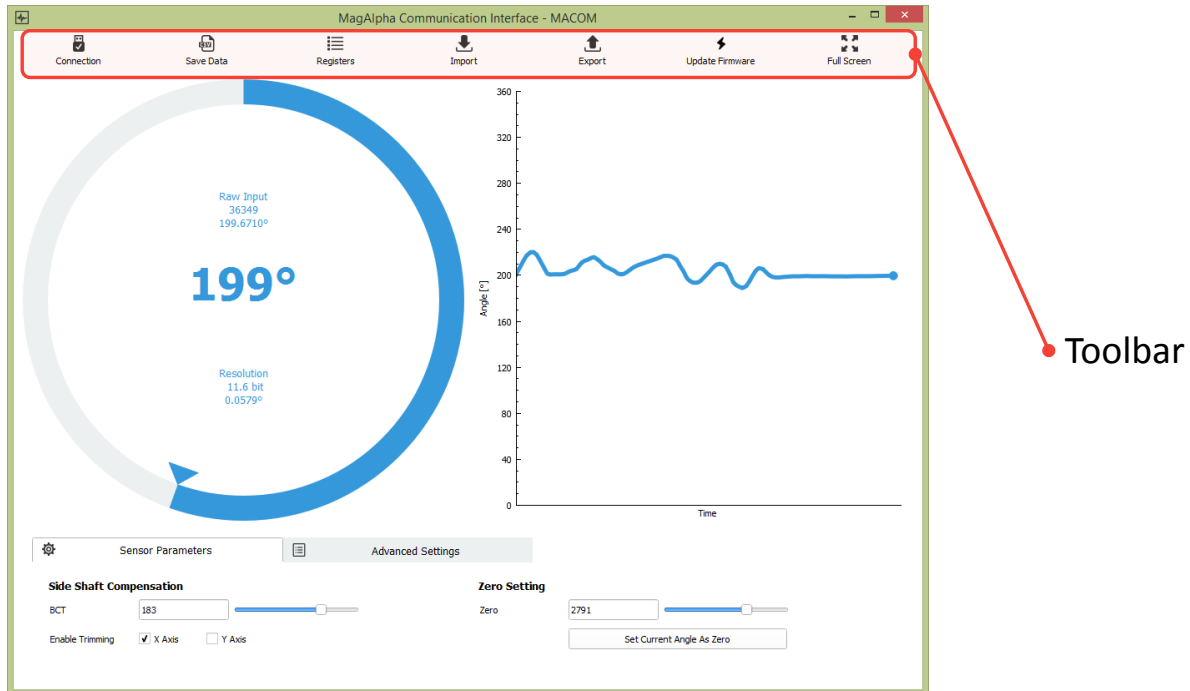 MagAlpha Communication Interface - MACOM
Connection Save Data Registers Import Export Update Firmware Full Screen
Raw Input
36349
199.6710º
199º
Resolution
11.6 bit
0.0579º
360
320
280
240
200
160
120
80
40
0
Angle [º]
Time
Toolbar
Sensor Parameters Advanced Settings
Side Shaft Compensation Zero Setting
BCT 183 Zero 2791
Enable Trimming X Axis Y Axis Set Current Angle As Zero